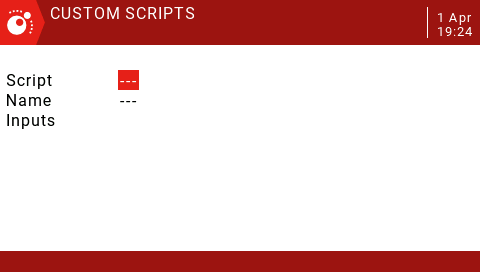 CUSTOM SCRIPTS
1 Apr
19:24
Script ---
Name ---
Inputs